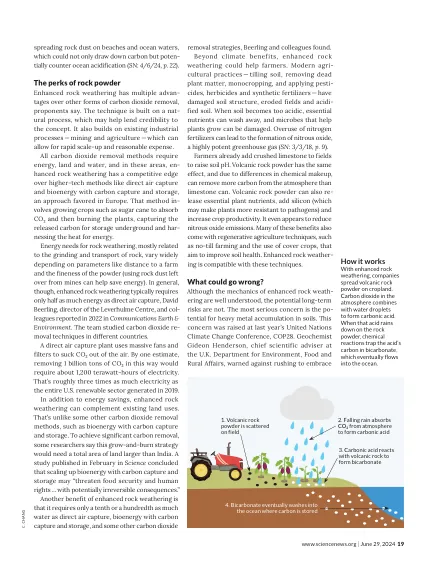 spreading rock dust on beaches and ocean waters,
which could not only draw down carbon but poten-
tially counter ocean acidification (SN: 4/6/24, p. 22).
The perks of rock powder
Enhanced rock weathering has multiple advan-
tages over other forms of carbon dioxide removal,
proponents say. The technique is built on a nat-
ural process, which may help lend credibility to the
concept. It also builds on existing industrial
processes — mining and agriculture — which can
allow for rapid scale-up and reasonable expense.
All carbon dioxide removal methods require
energy, land and water, and in these areas, en-
hanced rock weathering has a competitive edge
over higher-tech methods like direct air capture
and bioenergy with carbon capture and storage,
an approach favored in Europe. That method in-
volves growing crops such as sugar cane to absorb
CO₂ and then burning the plants, capturing the
released carbon for storage underground and har-
nessing the heat for energy.
Energy needs for rock weathering, mostly related
to the grinding and transport of rock, vary widely
depending on parameters like distance to a farm
and the fineness of the powder (using rock dust left
over from mines can help save energy). In general,
though, enhanced rock weathering typically requires
only half as much energy as direct air capture, David
Beerling, director of the Leverhulme Centre, and col-
leagues reported in 2022 in Communications Earth &
Environment. The team studied carbon dioxide re-
moval techniques in different countries.
A direct air capture plant uses massive fans and
filters to suck CO₂ out of the air. By one estimate,
removing 1 billion tons of CO₂ in this way would
require about 1,200 terawatt-hours of electricity.
That's roughly three times as much electricity as
the entire U.S. renewable sector generated in 2019.
In addition to energy savings, enhanced rock
weathering can complement existing land uses.
That's unlike some other carbon dioxide removal
methods, such as bioenergy with carbon capture
and storage. To achieve significant carbon removal,
some researchers say this grow-and-burn strategy
would need a total area of land larger than India. A
study published in February in Science concluded
that scaling up bioenergy with carbon capture and
storage may "threaten food security and human
rights ... with potentially irreversible consequences."
Another benefit of enhanced rock weathering is
that it requires only a tenth or a hundredth as much
water as direct air capture, bioenergy with carbon
capture and storage, and some other carbon dioxide
removal strategies, Beerling and colleagues found.
Beyond climate benefits, enhanced rock
weathering could help farmers. Modern agri-
cultural practices — tilling soil, removing dead
plant matter, monocropping, and applying pesti-
cides, herbicides and synthetic fertilizers — have
damaged soil structure, eroded fields and acidi-
fied soil. When soil becomes too acidic, essential
nutrients can wash away, and microbes that help
plants grow can be damaged. Overuse of nitrogen
fertilizers can lead to the formation of nitrous oxide,
a highly potent greenhouse gas (SN: 3/3/18, p. 9).
Farmers already add crushed limestone to fields
to raise soil pH. Volcanic rock powder has the same
effect, and due to differences in chemical makeup,
can remove more carbon from the atmosphere than
limestone can. Volcanic rock powder can also re-
lease essential plant nutrients, add silicon (which
may make plants more resistant to pathogens) and
increase crop productivity. It even appears to reduce
nitrous oxide emissions. Many of these benefits also
come with regenerative agriculture techniques, such
as no-till farming and the use of cover crops, that
aim to improve soil health. Enhanced rock weather-
ing is compatible with these techniques.
What could go wrong?
Although the mechanics of enhanced rock weath-
ering are well understood, the potential long-term
risks are not. The most serious concern is the po-
tential for heavy metal accumulation in soils. This
concern was raised at last year's United Nations
Climate Change Conference, COP28. Geochemist
Gideon Henderson, chief scientific adviser at
the U.K. Department for Environment, Food and
Rural Affairs, warned against rushing to embrace
How it works
With enhanced rock
weathering, companies
spread volcanic rock
powder on cropland.
Carbon dioxide in the
atmosphere combines
with water droplets
to form carbonic acid.
When that acid rains
down on the rock
powder, chemical
reactions trap the acid's
carbon in bicarbonate,
which eventually flows
into the ocean.
1. Volcanic rock
powder is scattered
on field
2. Falling rain absorbs
CO₂ from atmosphere
to form carbonic acid
3. Carbonic acid reacts
with volcanic rock to
form bicarbonate
4. Bicarbonate eventually washes into
the ocean where carbon is stored
C. CHANG
www.sciencenews.org | June 29, 2024 19